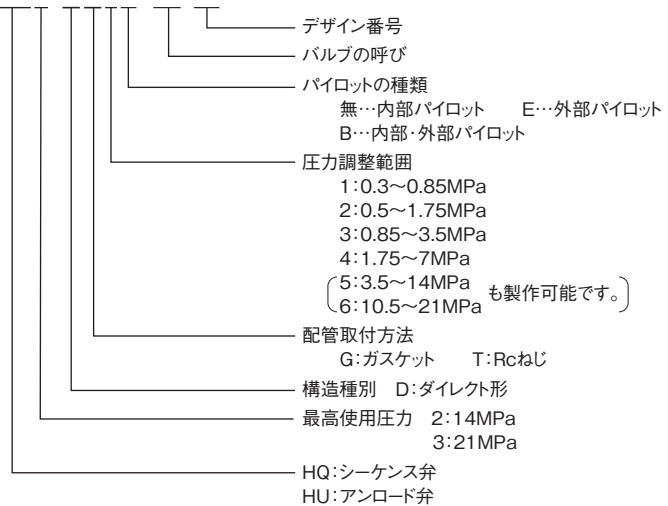 デザイン番号
バルブの呼び
パイロットの種類
無…内部パイロット　E…外部パイロット
B…内部・外部パイロット
圧力調整範囲
1：0.3〜0.85MPa
2：0.5〜1.75MPa
3：0.85〜3.5MPa
4：1.75〜7MPa
5：3.5〜14MPa
6：10.5〜21MPa も製作可能です。
配管取付方法
G：ガスケット　T：Rcねじ
構造種別　D：ダイレクト形
最高使用圧力　2：14MPa
3：21MPa
HQ：シーケンス弁
HU：アンロード弁